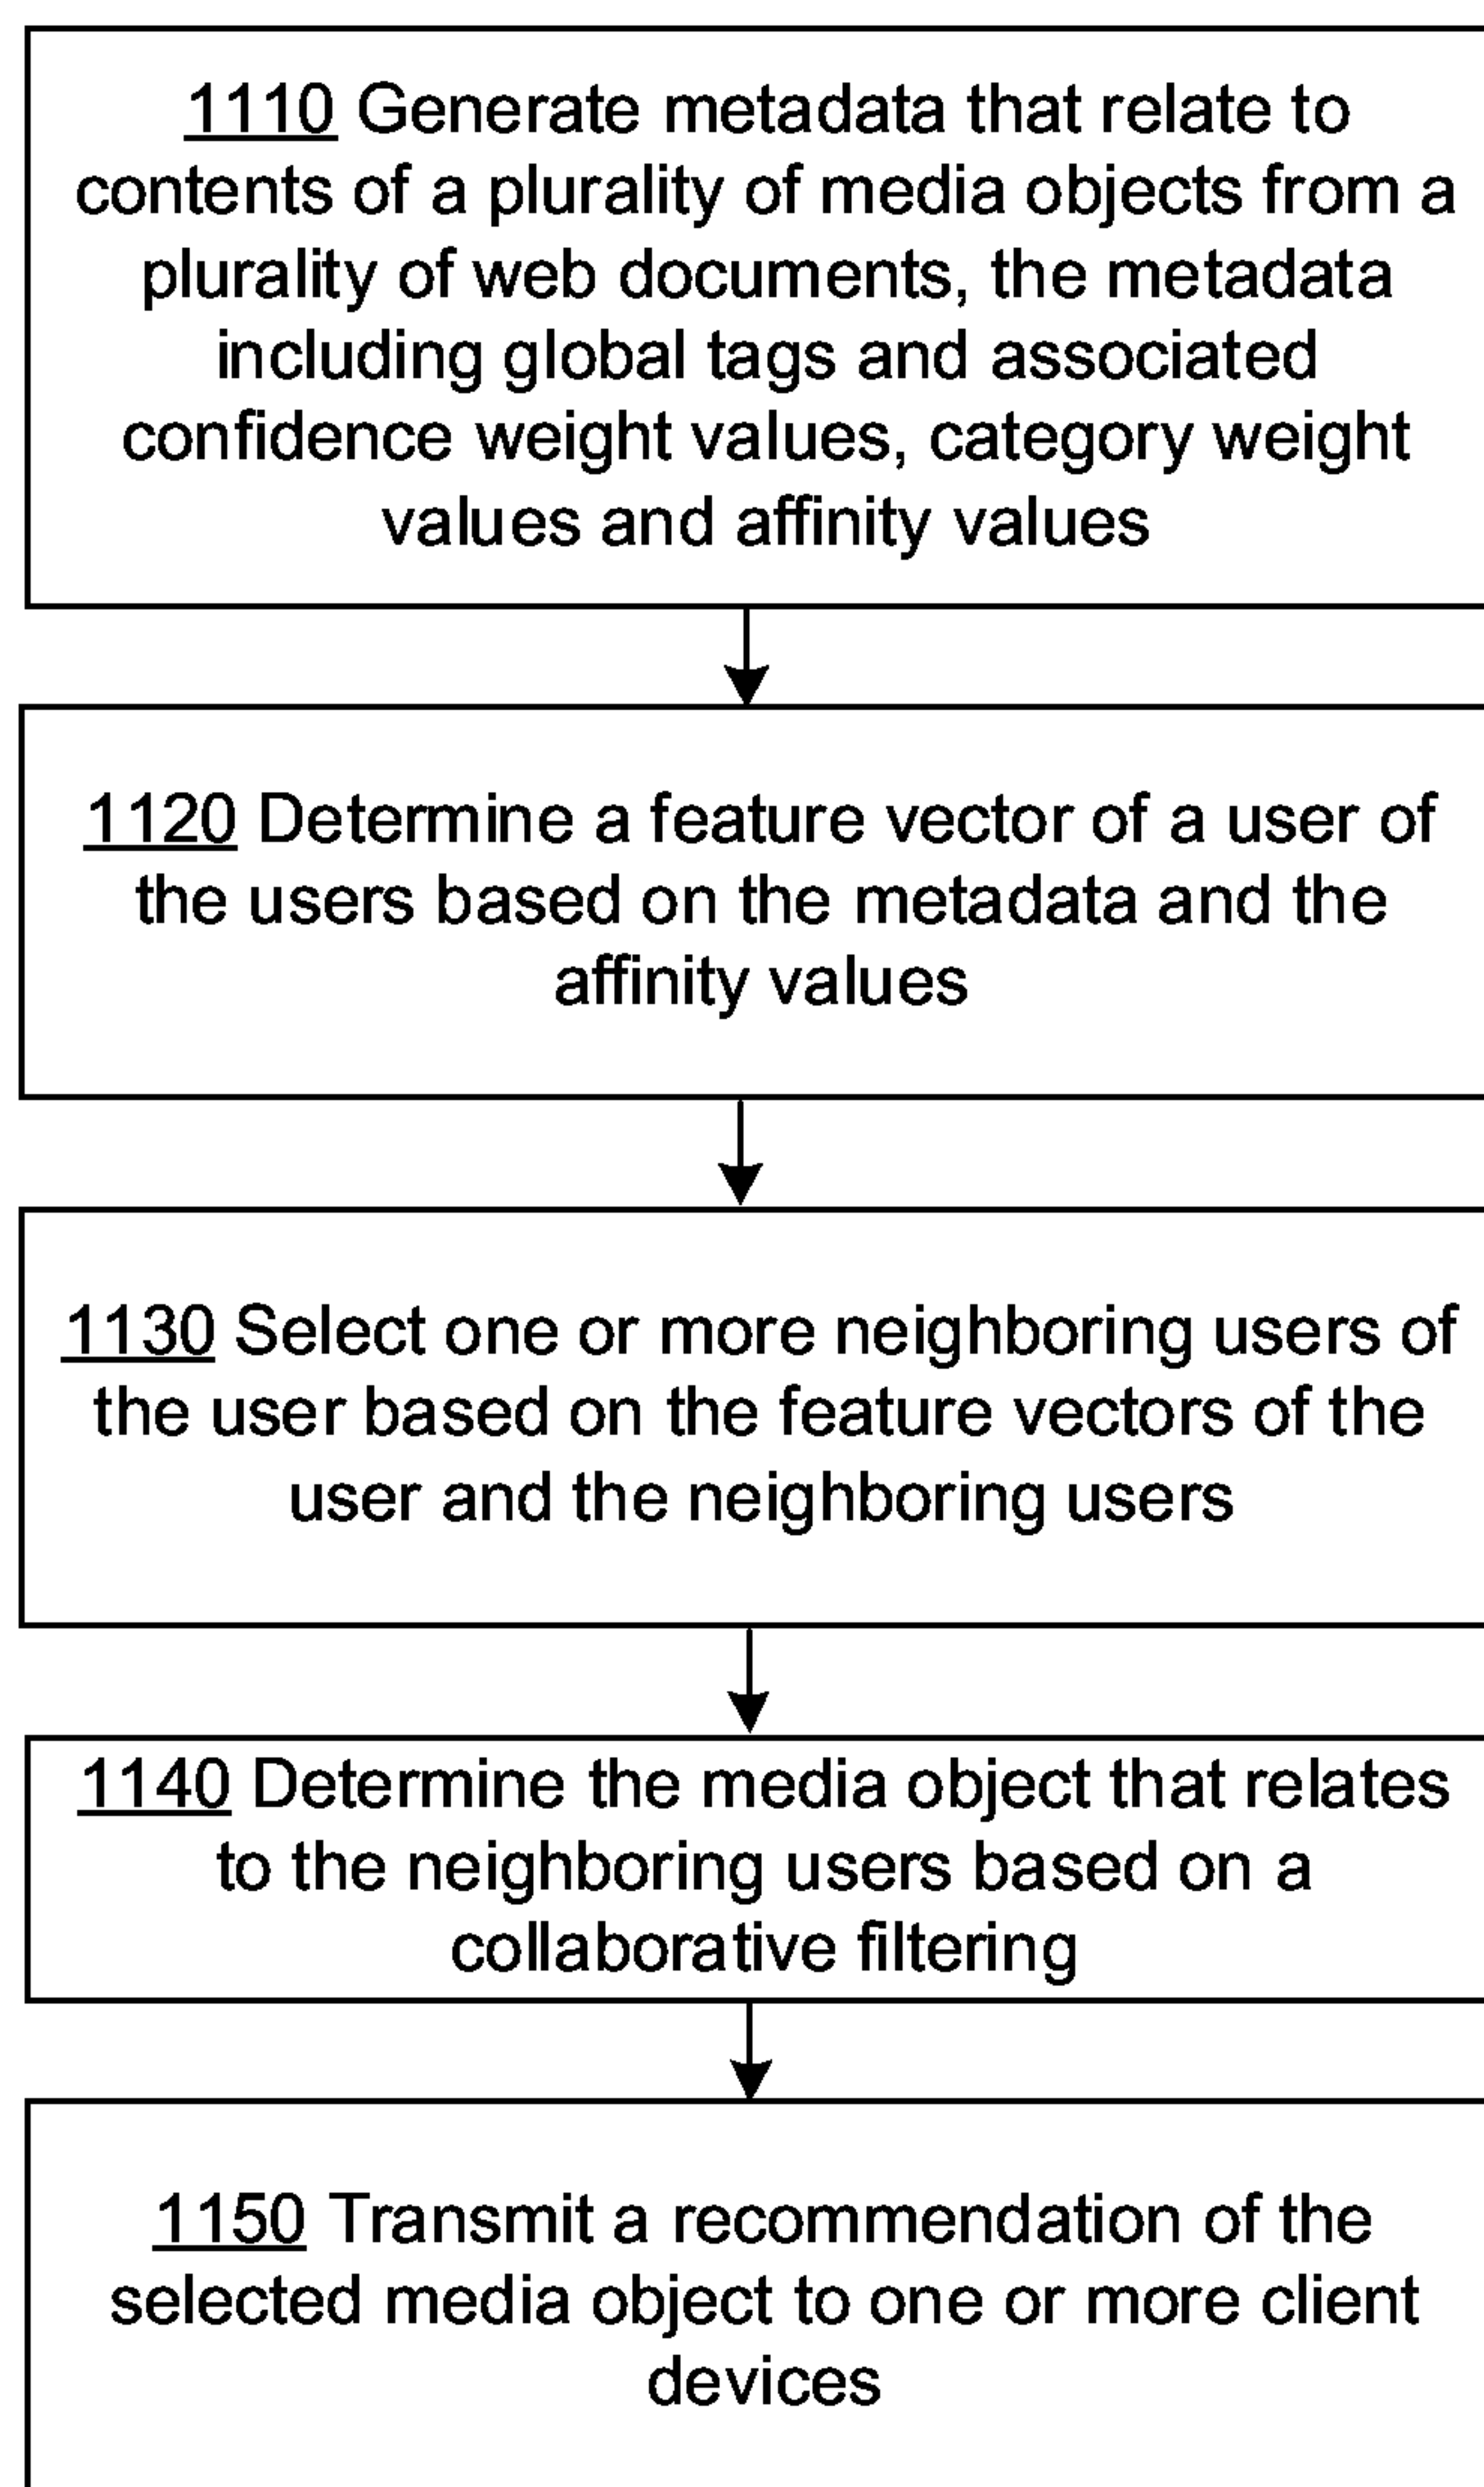 1110 Generate metadata that relate to
contents of a plurality of media objects from a
plurality of web documents, the metadata
including global tags and associated
confidence weight values, category weight
values and affinity values
1120 Determine a feature vector of a user of
the users based on the metadata and the
affinity values
1130 Select one or more neighboring users of
the user based on the feature vectors of the
user and the neighboring users
1140 Determine the media object that relates
to the neighboring users based on a
collaborative filtering
1150 Transmit a recommendation of the
selected media object to one or more client
devices